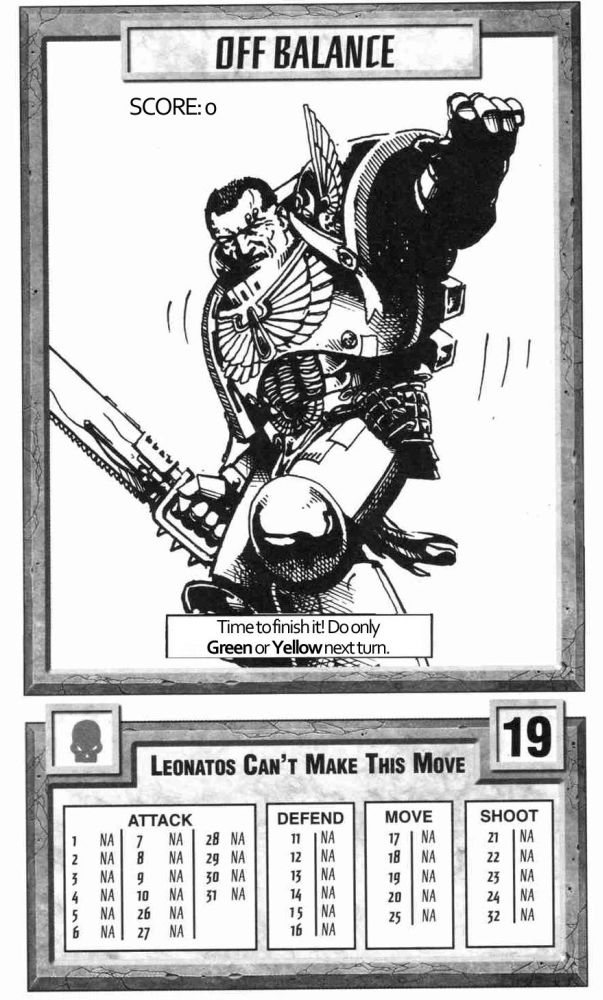 OFF BALANCE
SCORE: 0
Time to finish it! Do only
Green or Yellow next turn.
19
LEONATOS CAN'T MAKE THIS MOVE
ATTACK
1 NA 7 NA 28 NA
2 NA 8 NA 29 NA
3 NA 9 NA 30 NA
4 NA 10 NA 31 NA
5 NA 26 NA
6 NA 27 NA
DEFEND
11 NA
12 NA
13 NA
14 NA
15 NA
16 NA
MOVE
17 NA
18 NA
19 NA
20 NA
25 NA
SHOOT
21 NA
22 NA
23 NA
24 NA
32 NA